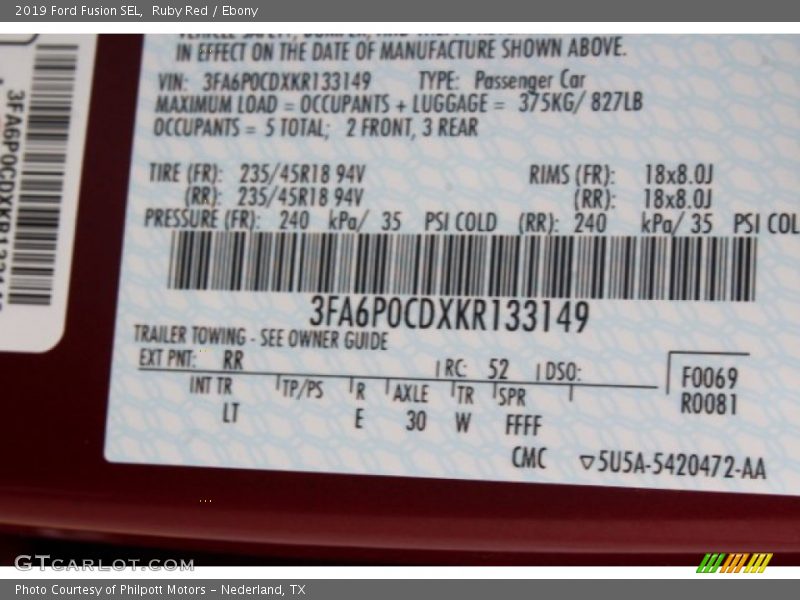 2019 Ford Fusion SEL, Ruby Red / Ebony
IN EFFECT ON THE DATE OF MANUFACTURE SHOWN ABOVE.
VIN: 3FA6P0CDXKR133149 TYPE: Passenger Car
MAXIMUM LOAD = OCCUPANTS + LUGGAGE = 375KG/ 827LB
OCCUPANTS = 5 TOTAL; 2 FRONT, 3 REAR
TIRE (FR): 235/45R18 94V RIMS (FR): 18x8.0J
(RR): 235/45R18 94V (RR): 18x8.0J
PRESSURE (FR): 240 kPa/ 35 PSI COLD (RR): 240 kPa/ 35 PSI COL
3FA6P0CDXKR133149
TRAILER TOWING - SEE OWNER GUIDE
EXT PNT: RR RC: 52 DSO:
INT TR TP/PS R AXLE TR SPR
LT E 30 W FFFF
F0069
R0081
CMC ▽5U5A-5420472-AA
GTCARLOT.COM
Photo Courtesy of Philpott Motors - Nederland, TX